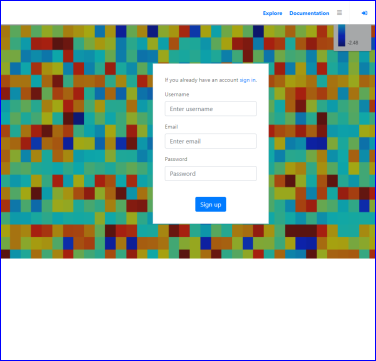 Explore Documentation
-2.48
If you already have an account sign in.
Username
Enter username
Email
Enter email
Password
Password
Sign up